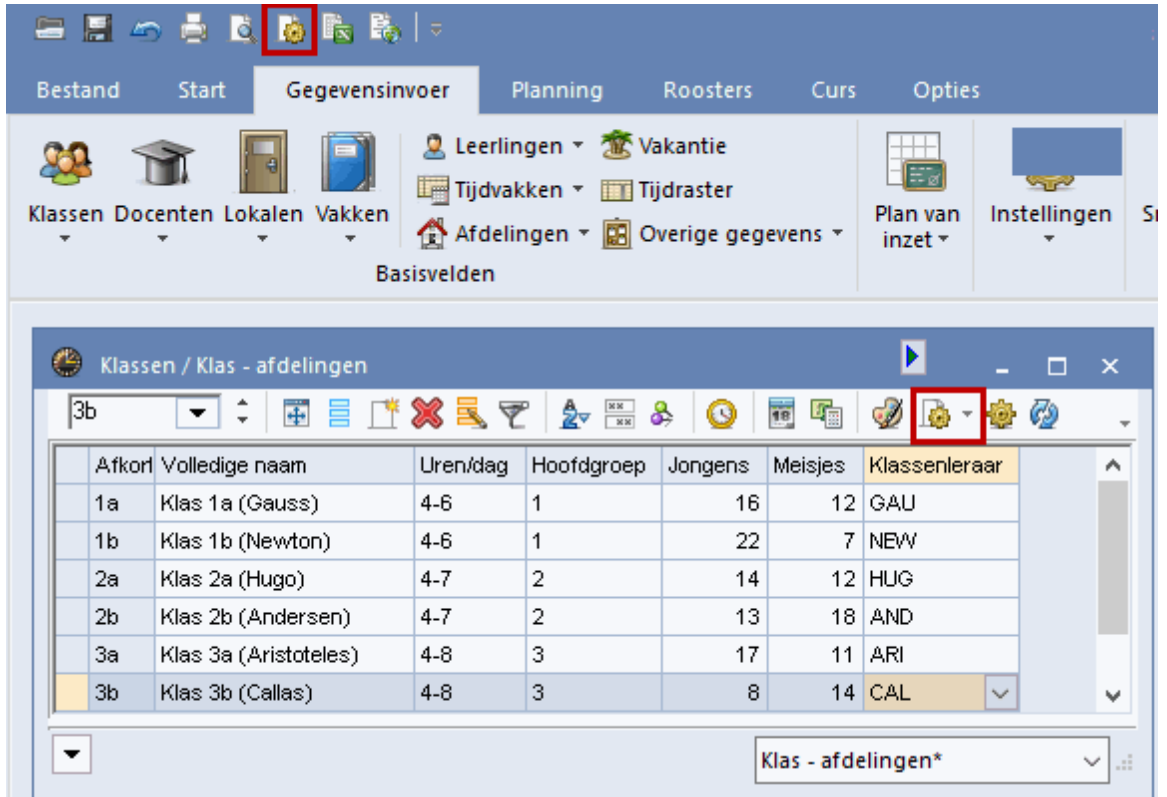 Bestand Start Gegevensinvoer Planning Roosters Curs Opties
Leerlingen Vakantie
Tijdvakken Tijdraster
Klassen Docenten Lokalen Vakken Afdelingen Overige gegevens Plan van inzet Instellingen
Basisvelden
Klassen / Klas - afdelingen
3b
Volledige naam Uren/dag Hoofdgroep Jongens Meisjes Klassenleraar
1a Klas 1a (Gauss) 4-6 1 16 12 GAU
1b Klas 1b (Newton) 4-6 1 22 7 NEW
2a Klas 2a (Hugo) 4-7 2 14 12 HUG
2b Klas 2b (Andersen) 4-7 2 13 18 AND
3a Klas 3a (Aristoteles) 4-8 3 17 11 ARI
3b Klas 3b (Callas) 4-8 3 8 14 CAL
Klas - afdelingen*